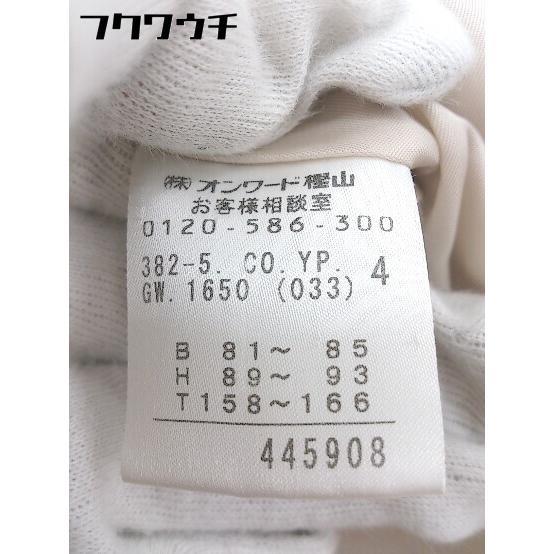 フクワウチ
㈱オンワード樫山
お客様相談室
0120-586-300
382-5. CO.YP. 4
GW.1650 (033)
B 81～ 85
H 89～ 93
T158～166
445908